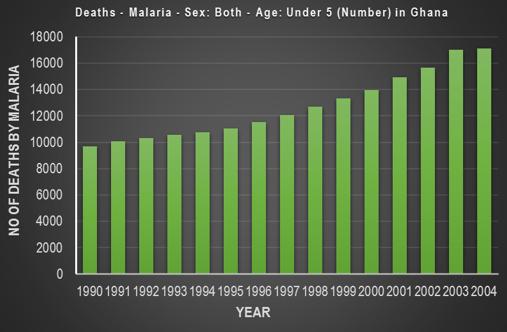 Deaths - Malaria - Sex: Both - Age: Under 5 (Number) in Ghana
18000
16000
14000
12000
10000
8000
6000
4000
2000
0
NO OF DEATHS BY MALARIA
1990 1991 1992 1993 1994 1995 1996 1997 1998 1999 2000 2001 2002 2003 2004
YEAR